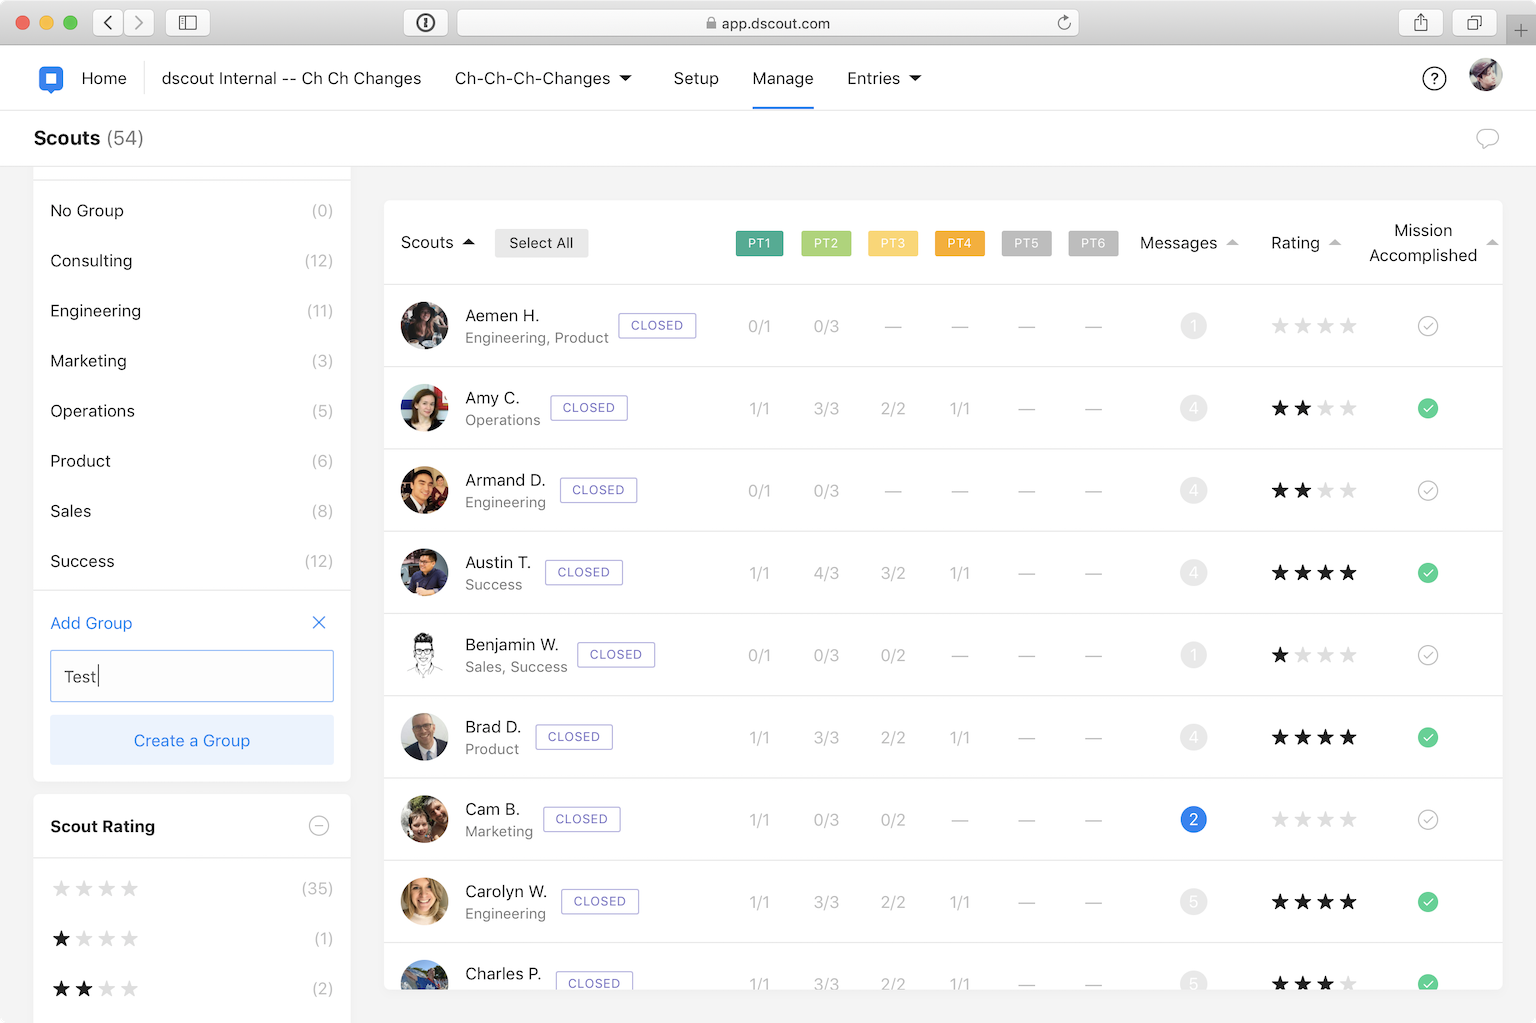 app.dscout.com
Home dscout Internal -- Ch Ch Changes Ch-Ch-Ch-Changes Setup Manage Entries ?
Scouts (54)
No Group (0)
Consulting (12)
Engineering (11)
Marketing (3)
Operations (5)
Product (6)
Sales (8)
Success (12)
Add Group
Test
Create a Group
Scout Rating
(35)
(1)
(2)
Scouts Select All PT1 PT2 PT3 PT4 PT5 PT6 Messages Rating Mission
Accomplished
Aemen H.
Engineering, Product CLOSED 0/1 0/3 — — — — 1
Amy C.
Operations CLOSED 1/1 3/3 2/2 1/1 — — 4
Armand D.
Engineering CLOSED 0/1 0/3 — — — — 4
Austin T.
Success CLOSED 1/1 4/3 3/2 1/1 — — 4
Benjamin W.
Sales, Success CLOSED 0/1 0/3 0/2 — — — 1
Brad D.
Product CLOSED 1/1 3/3 2/2 1/1 — — 4
Cam B.
Marketing CLOSED 1/1 0/3 0/2 — — — 2
Carolyn W.
Engineering CLOSED 1/1 3/3 2/2 1/1 — — 5
Charles P. CLOSED 1/1 3/3 2/2 1/1 — — 5